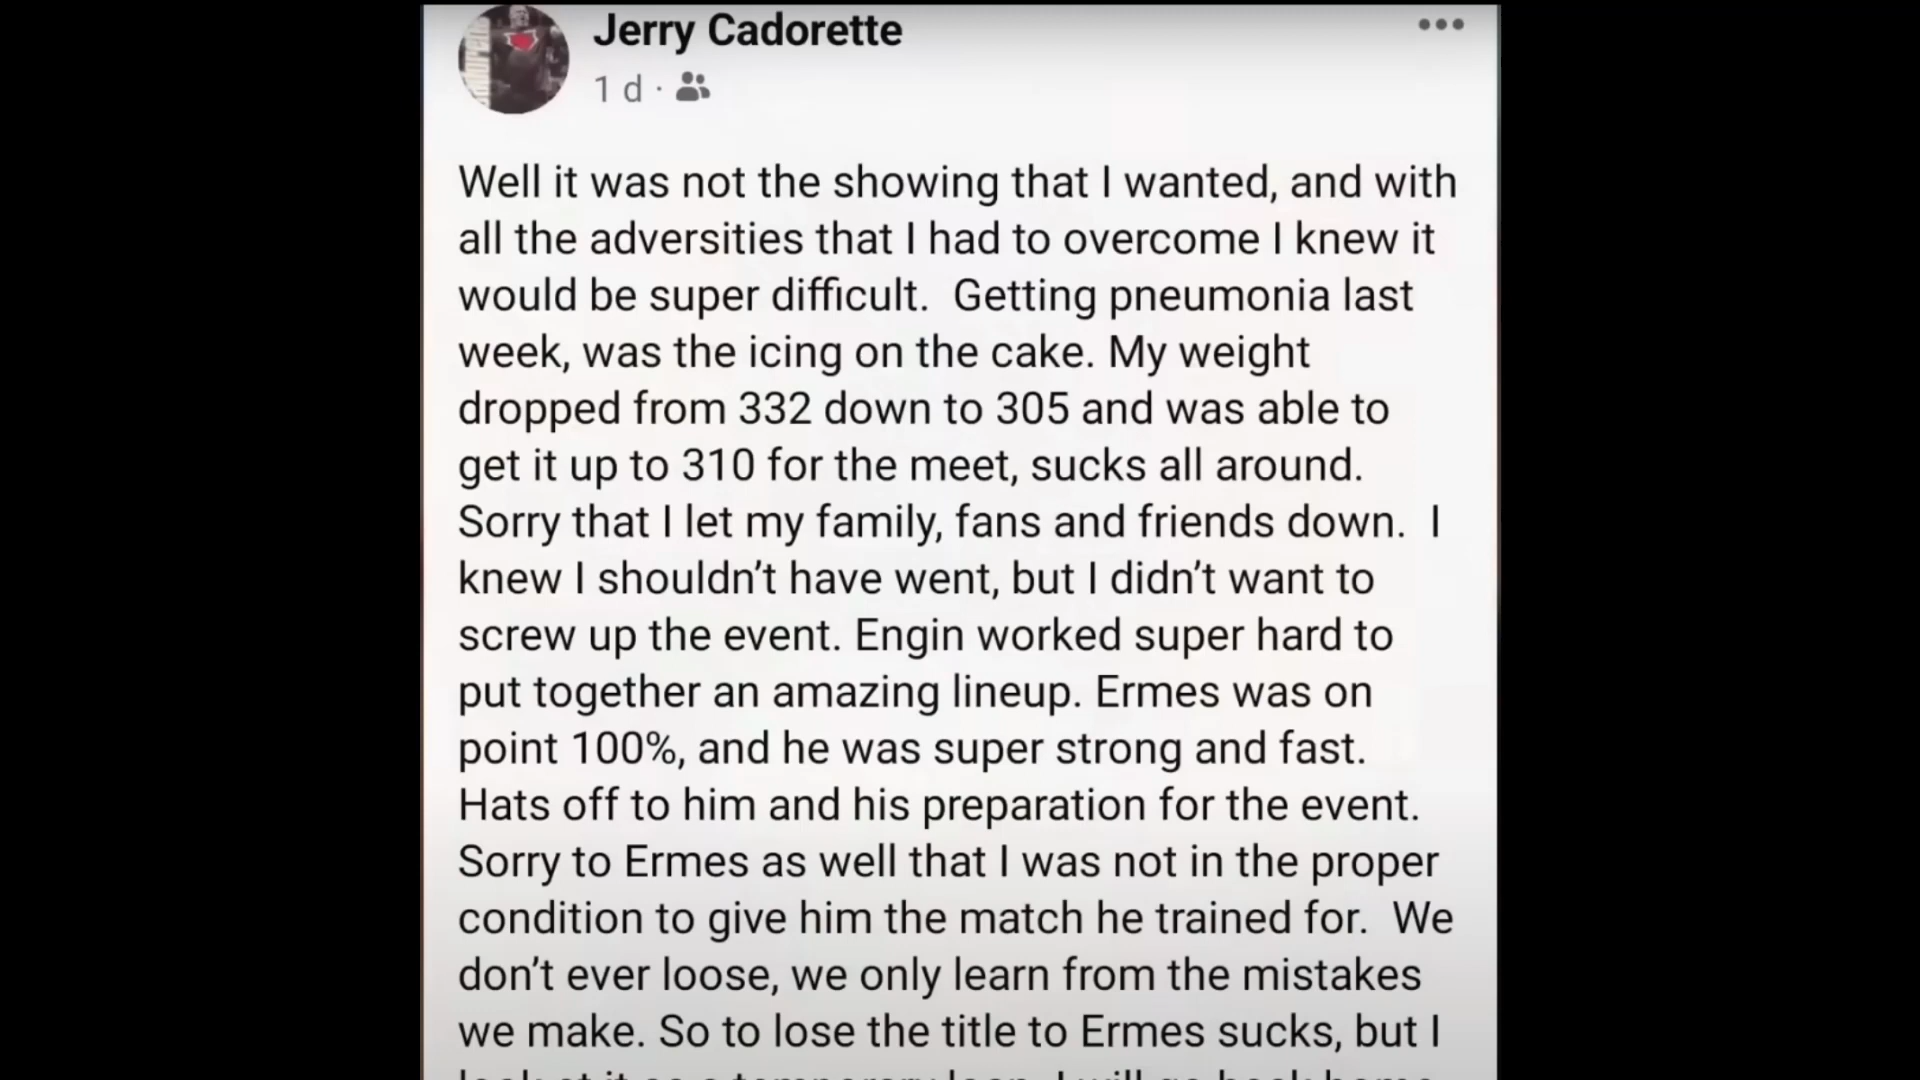 Jerry Cadorette
1 d ·
Well it was not the showing that I wanted, and with
all the adversities that I had to overcome I knew it
would be super difficult.  Getting pneumonia last
week, was the icing on the cake. My weight
dropped from 332 down to 305 and was able to
get it up to 310 for the meet, sucks all around.
Sorry that I let my family, fans and friends down.  I
knew I shouldn't have went, but I didn't want to
screw up the event. Engin worked super hard to
put together an amazing lineup. Ermes was on
point 100%, and he was super strong and fast.
Hats off to him and his preparation for the event.
Sorry to Ermes as well that I was not in the proper
condition to give him the match he trained for.  We
don't ever loose, we only learn from the mistakes
we make. So to lose the title to Ermes sucks, but I